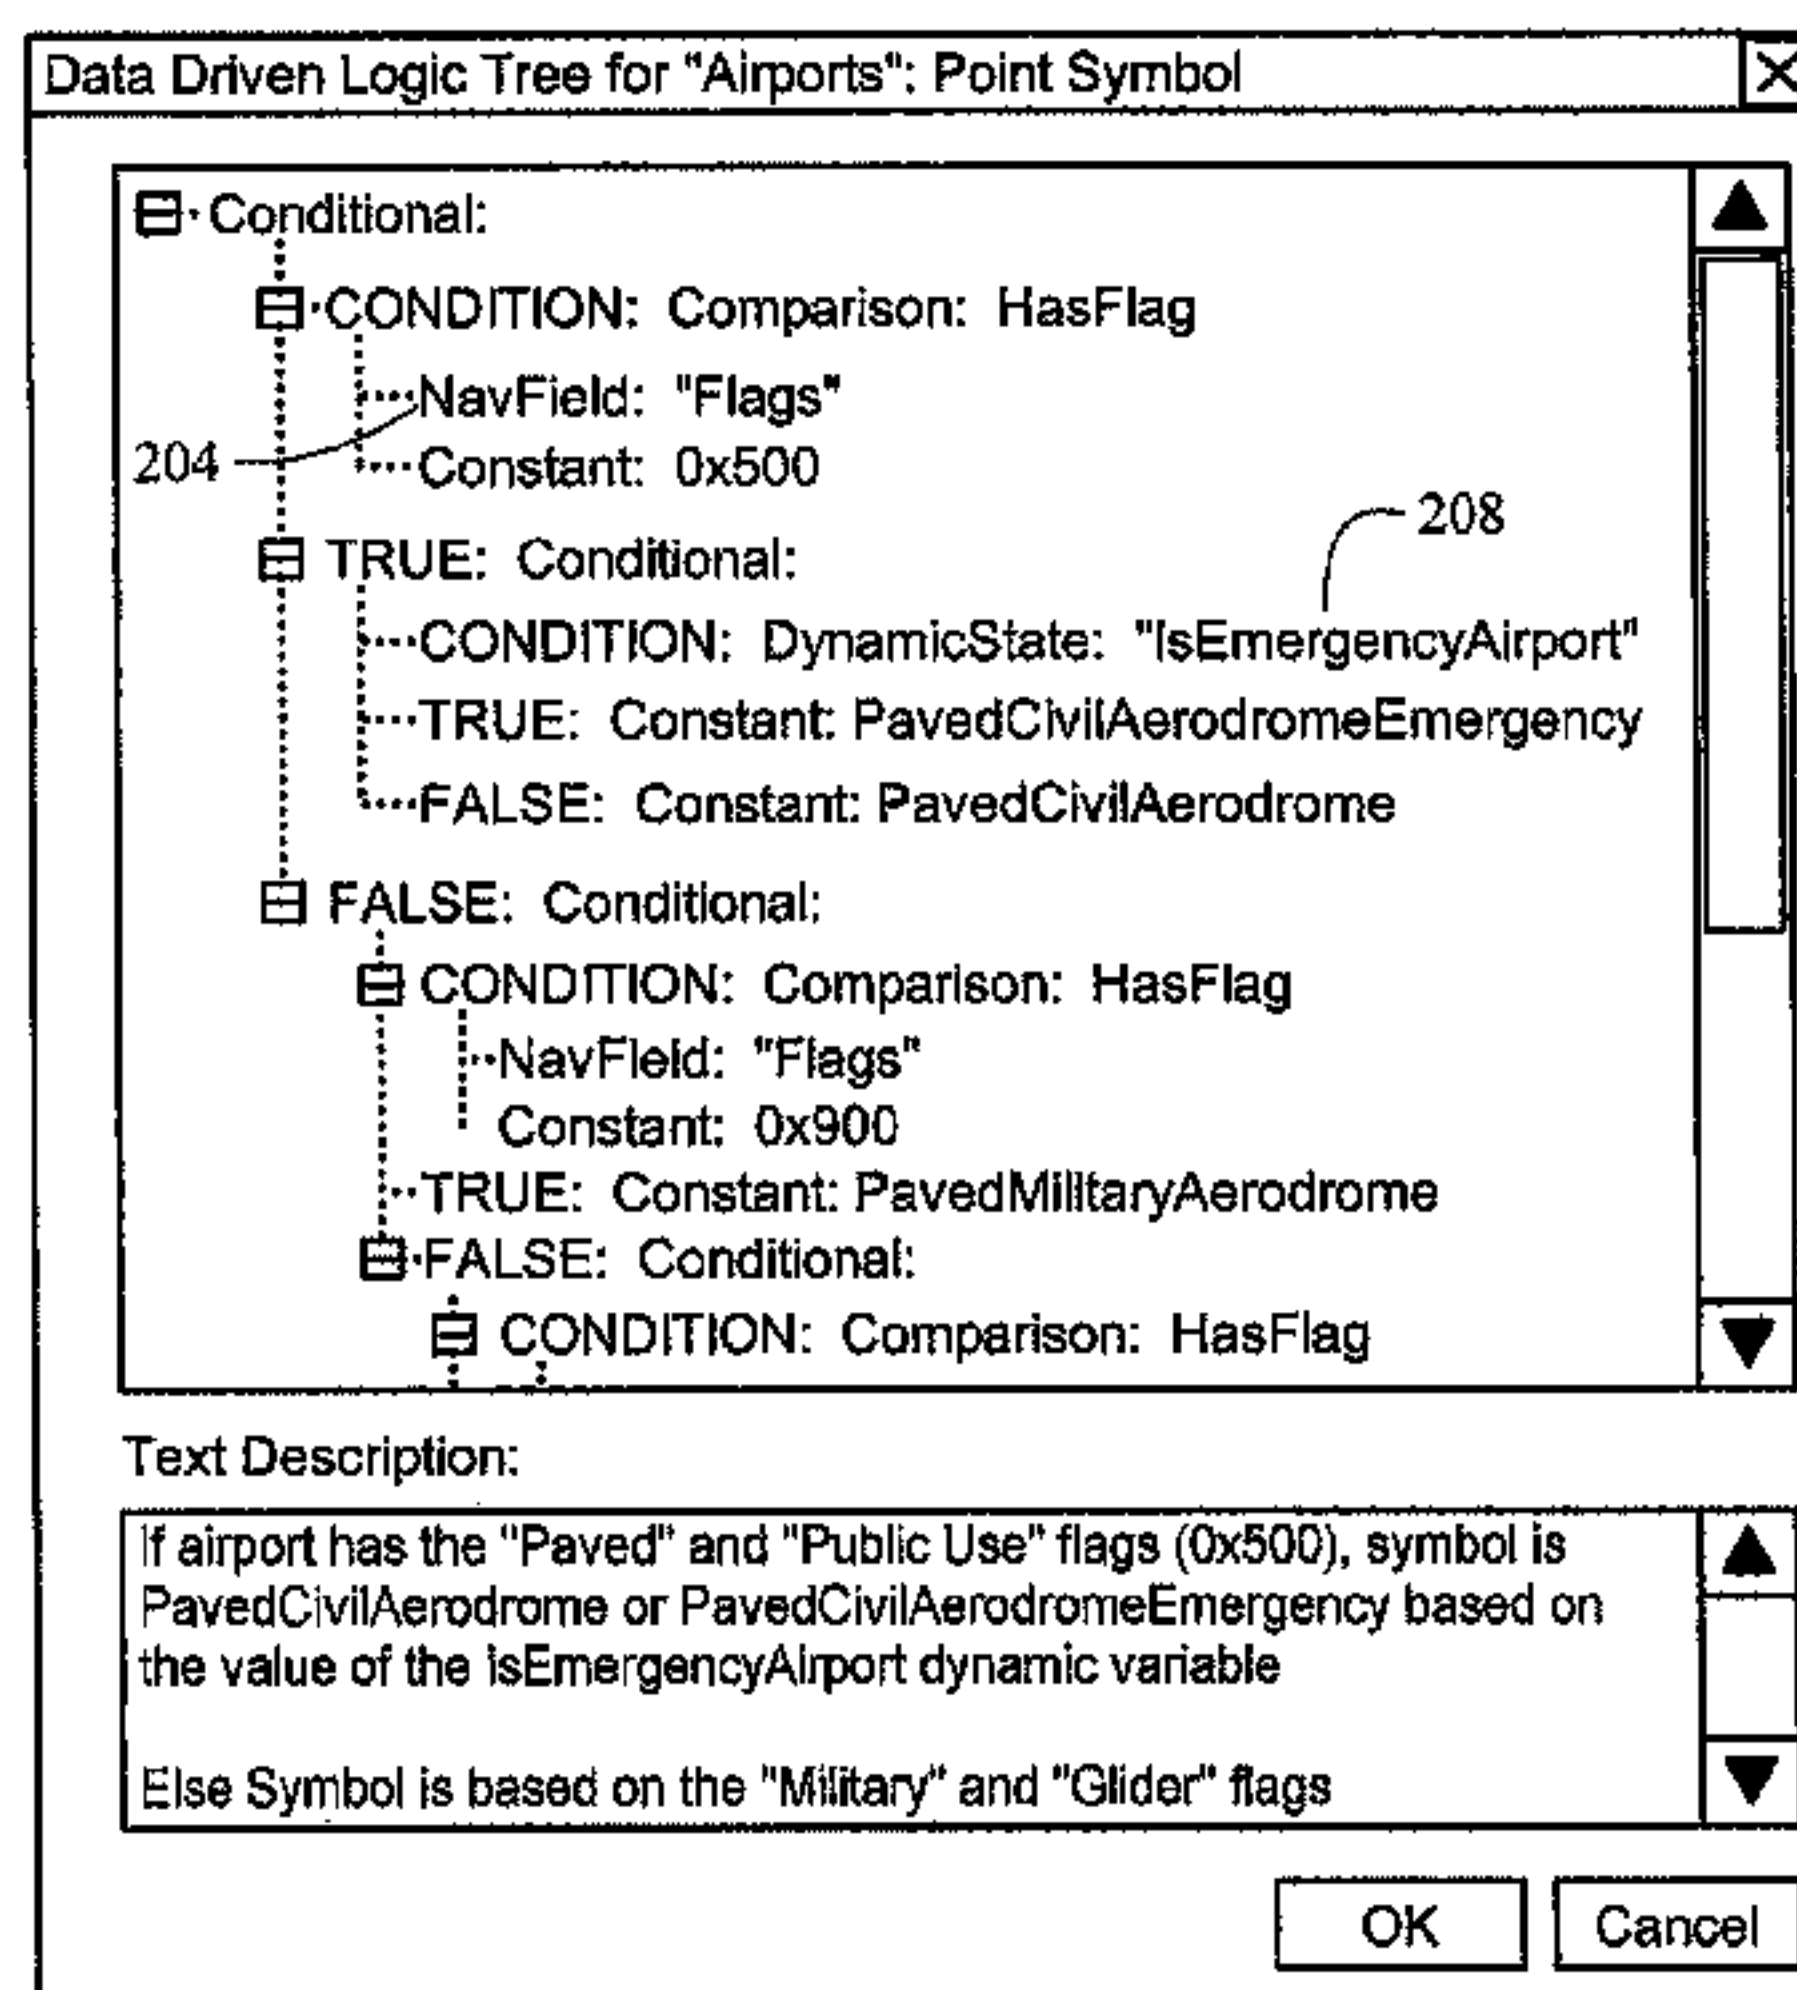 Data Driven Logic Tree for "Airports": Point Symbol
Conditional:
CONDITION: Comparison: HasFlag
NavField: "Flags"
204
Constant: 0x500
208
TRUE: Conditional:
CONDITION: DynamicState: "IsEmergencyAirport"
TRUE: Constant: PavedCivilAerodromeEmergency
FALSE: Constant: PavedCivilAerodrome
FALSE: Conditional:
CONDITION: Comparison: HasFlag
NavField: "Flags"
Constant: 0x900
TRUE: Constant: PavedMilitaryAerodrome
FALSE: Conditional:
CONDITION: Comparison: HasFlag
Text Description:
If airport has the "Paved" and "Public Use" flags (0x500), symbol is
PavedCivilAerodrome or PavedCivilAerodromeEmergency based on
the value of the isEmergencyAirport dynamic variable
Else Symbol is based on the "Military" and "Glider" flags
OK Cancel